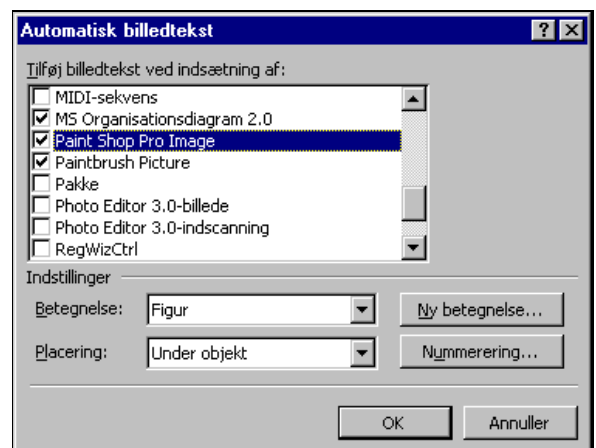 Automatisk billedtekst
Tilføj billedtekst ved indsætning af:
MIDI-sekvens
MS Organisationsdiagram 2.0
Paint Shop Pro Image
Paintbrush Picture
Pakke
Photo Editor 3.0-billede
Photo Editor 3.0-indscanning
RegWizCtrl
Indstillinger
Betegnelse: Figur Ny betegnelse...
Placering: Under objekt Nummerering...
OK Annuller